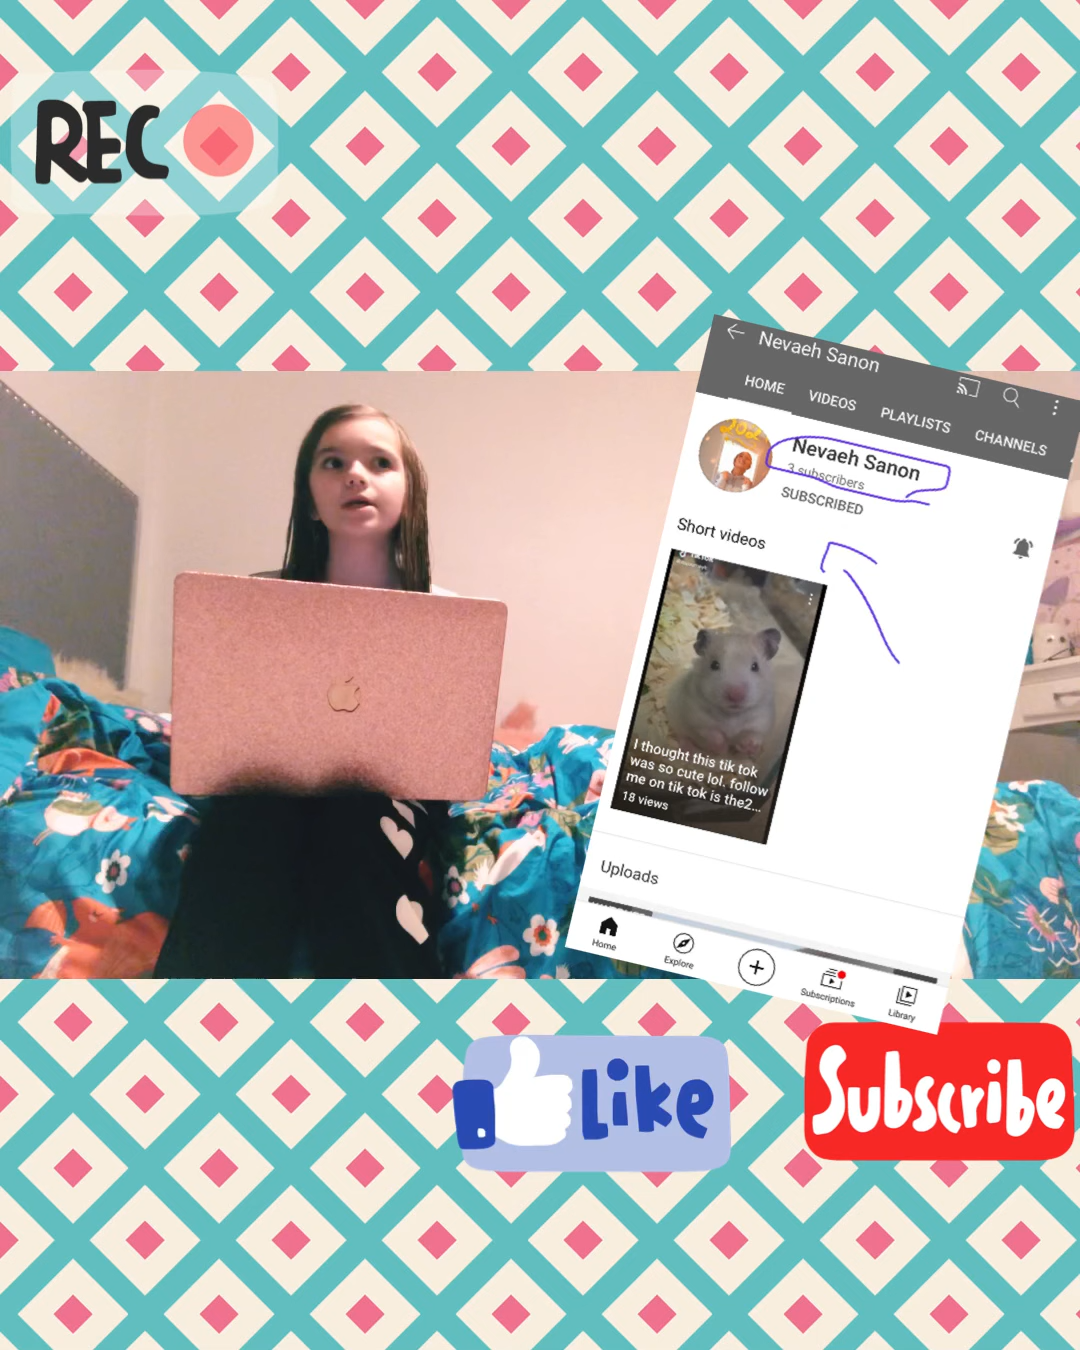 REC
Nevaeh Sanon
HOME
VIDEOS
PLAYLISTS
CHANNELS
Nevaeh Sanon
3 subscribers
SUBSCRIBED
Short videos
I thought this tik tok
was so cute lol. follow
me on tik tok is the2...
18 views
Uploads
Home
Explore
Subscriptions
Library
Like
Subscribe